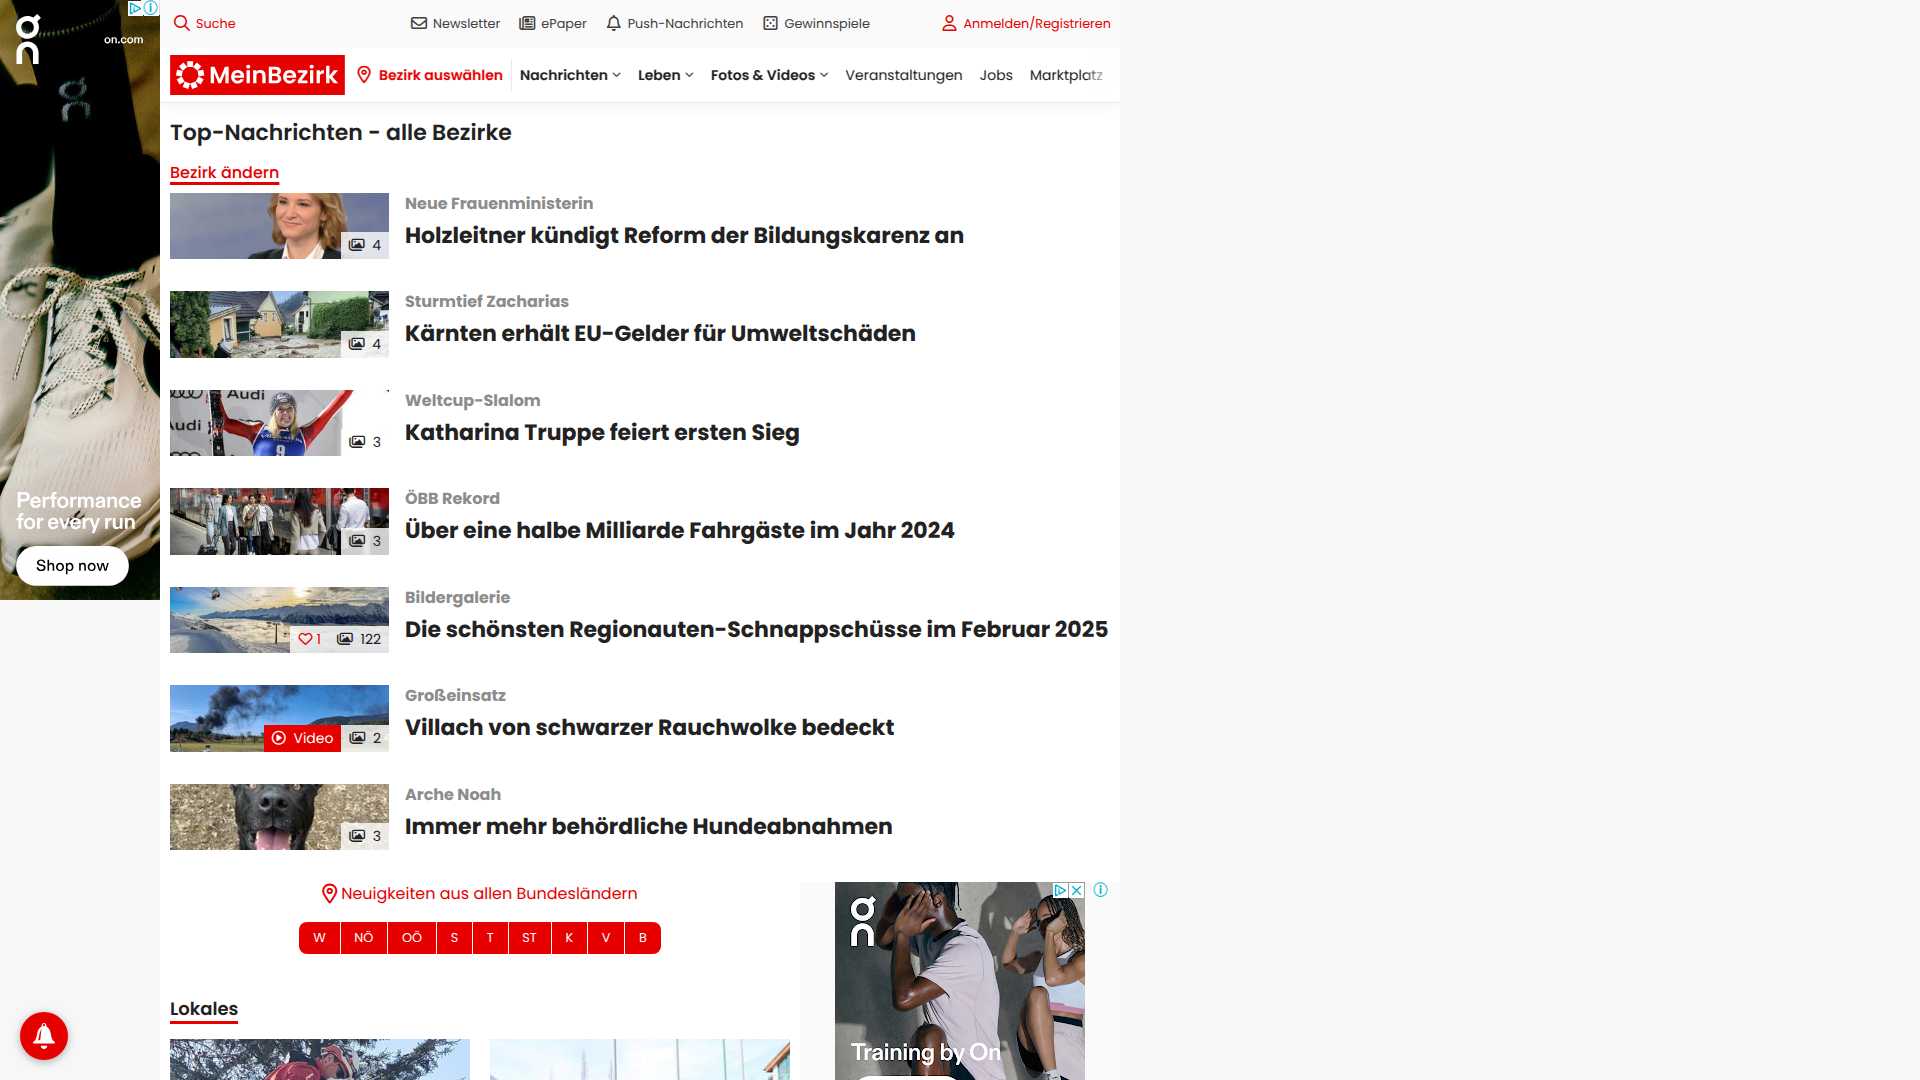 on.com
Performance
for every run
Shop now
Suche
Newsletter
ePaper
Push-Nachrichten
Gewinnspiele
Anmelden/Registrieren
MeinBezirk
Bezirk auswählen
Nachrichten
Leben
Fotos & Videos
Veranstaltungen
Jobs
Marktplatz
Top-Nachrichten - alle Bezirke
Bezirk ändern
4
Neue Frauenministerin
Holzleitner kündigt Reform der Bildungskarenz an
4
Sturmtief Zacharias
Kärnten erhält EU-Gelder für Umweltschäden
Audi
Audi
9
3
Weltcup-Slalom
Katharina Truppe feiert ersten Sieg
3
ÖBB Rekord
Über eine halbe Milliarde Fahrgäste im Jahr 2024
1
122
Bildergalerie
Die schönsten Regionauten-Schnappschüsse im Februar 2025
Video
2
Großeinsatz
Villach von schwarzer Rauchwolke bedeckt
3
Arche Noah
Immer mehr behördliche Hundeabnahmen
Neuigkeiten aus allen Bundesländern
W
NÖ
OÖ
S
T
ST
K
V
B
Lokales
on
Training by On